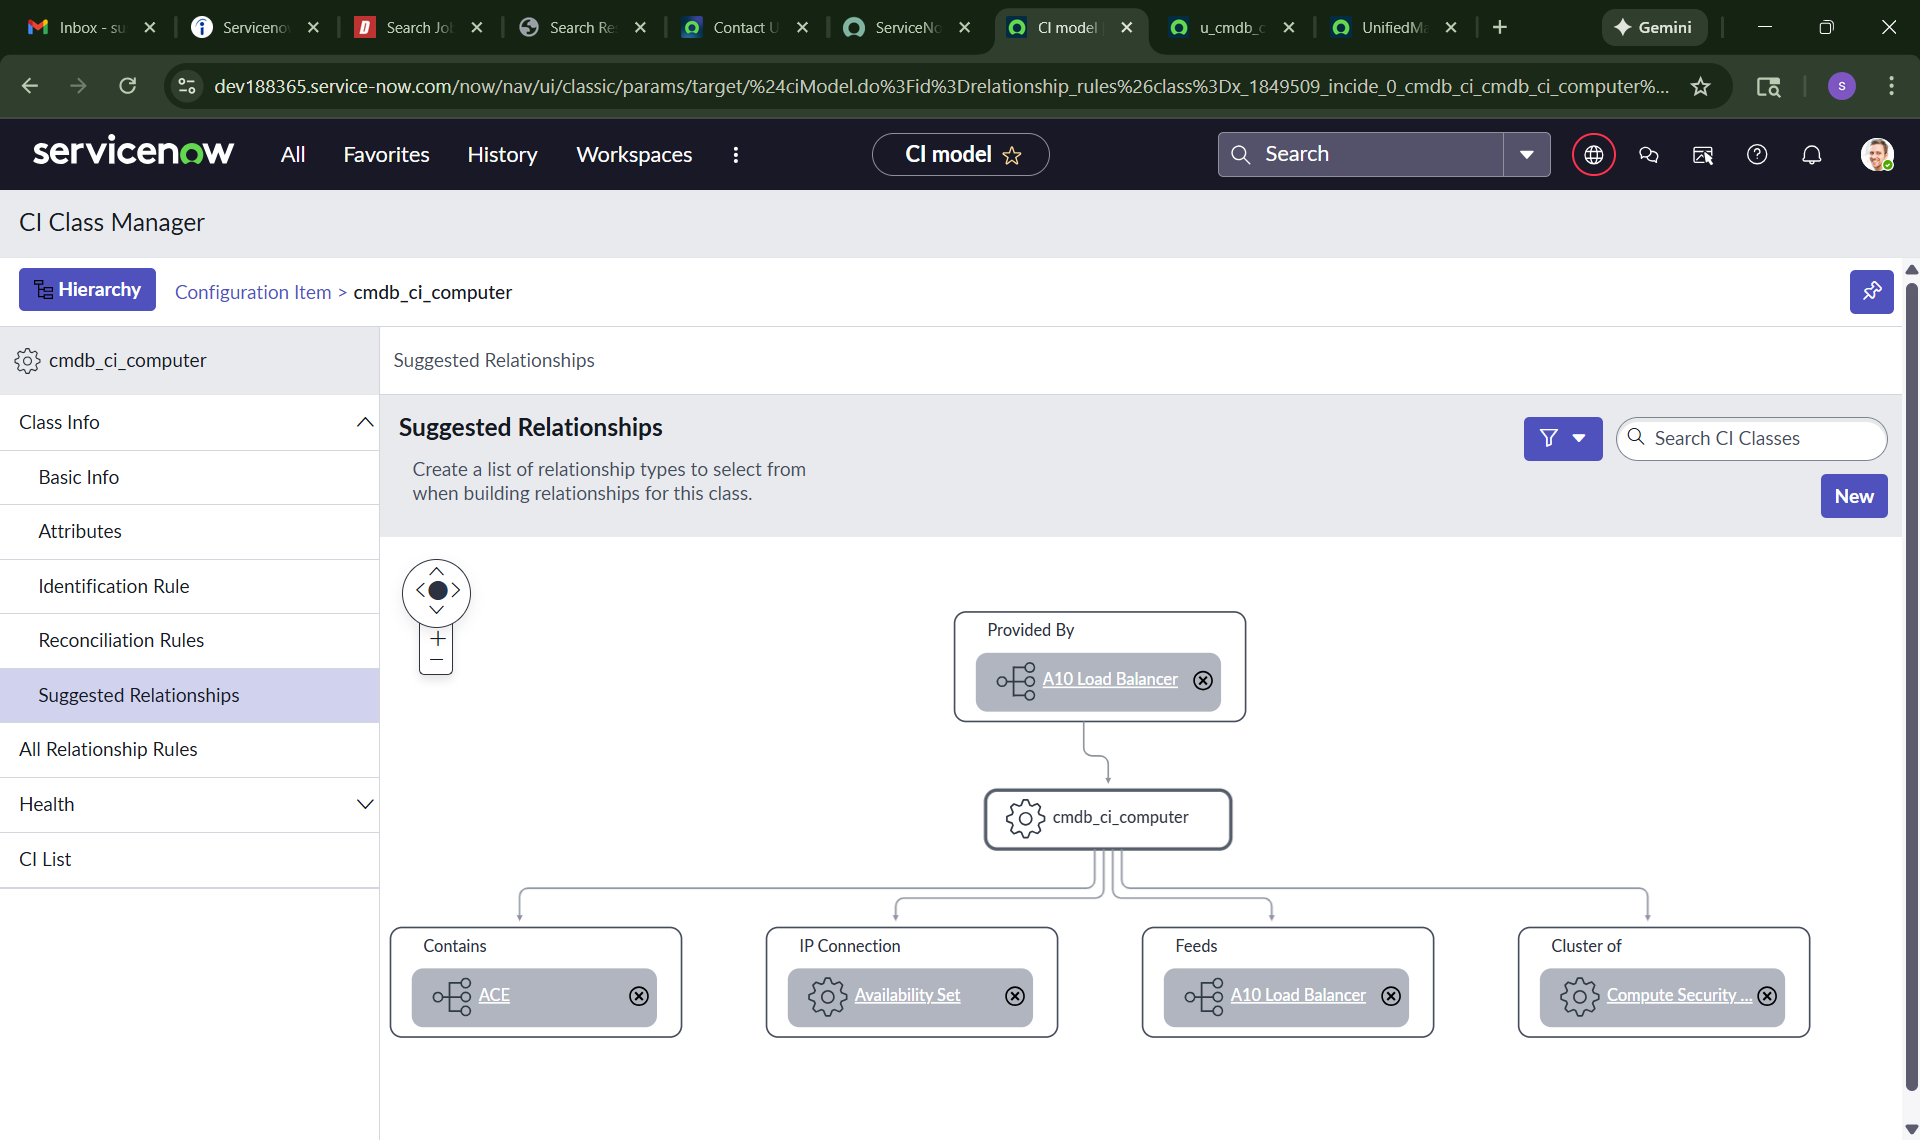 Inbox - su
Serviceno
Search Jo
Search Re
Contact U
ServiceNo
CI model
u_cmdb_c
UnifiedMa
Gemini
dev188365.service-now.com/now/nav/ui/classic/params/target/%24ciModel.do%3Fid%3Drelationship_rules%26class%3Dx_1849509_incide_0_cmdb_ci_cmdb_ci_computer%...
S
servicenow
All
Favorites
History
Workspaces
CI model
Search
CI Class Manager
Hierarchy
Configuration Item > cmdb_ci_computer
cmdb_ci_computer
Suggested Relationships
Class Info
Basic Info
Attributes
Identification Rule
Reconciliation Rules
Suggested Relationships
All Relationship Rules
Health
CI List
Suggested Relationships
Create a list of relationship types to select from
when building relationships for this class.
Search CI Classes
New
Provided By
A10 Load Balancer
cmdb_ci_computer
Contains
ACE
IP Connection
Availability Set
Feeds
A10 Load Balancer
Cluster of
Compute Security ...